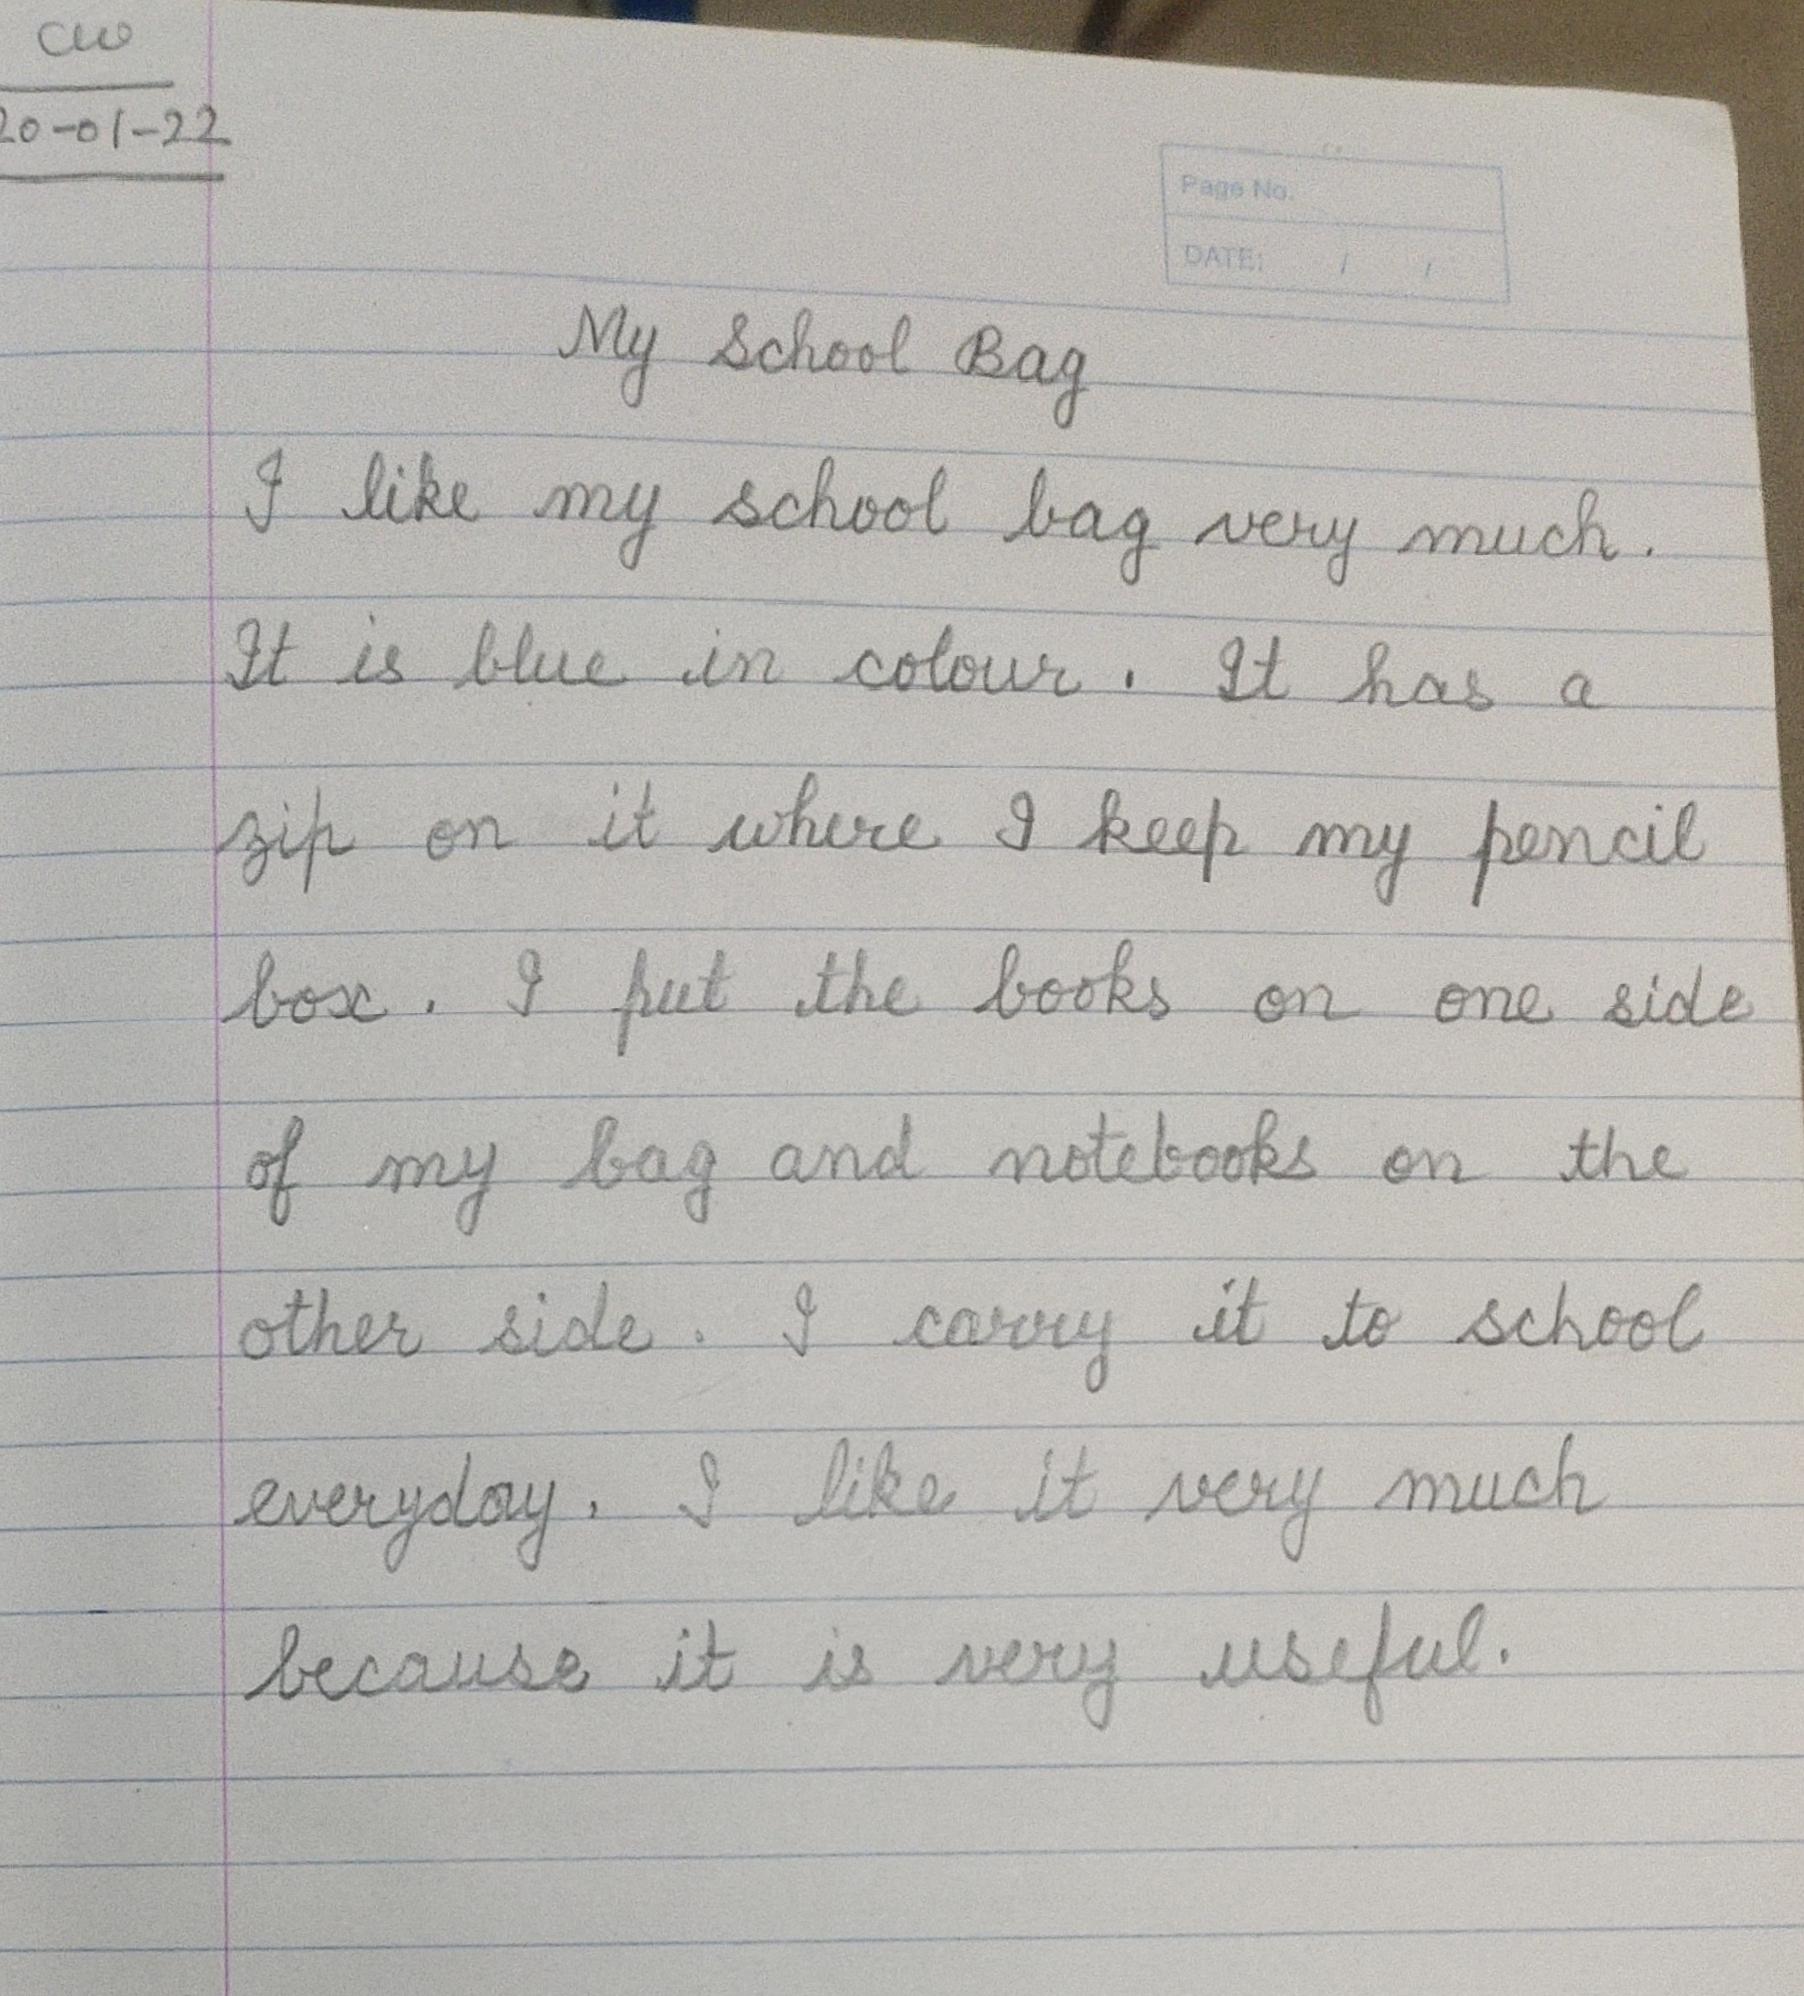 CW
20-01-22
Page No.
DATE: / /
My School Bag
I like my school bag very much.
It is blue in colour. It has a
zip on it where I keep my pencil
box. I put the books on one side
of my bag and notebooks on the
other side. I carry it to school
everyday. I like it very much
because it is very useful.